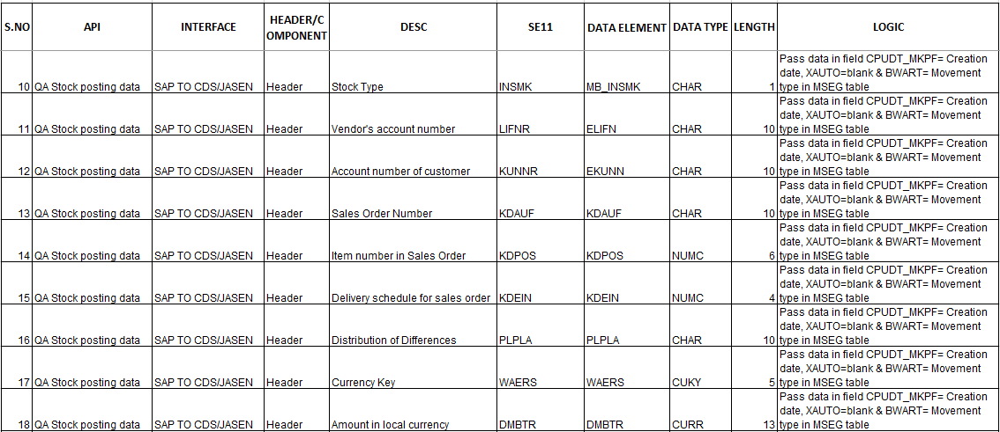 S.NO API INTERFACE HEADER/C OMPONENT DESC SE11 DATA ELEMENT DATA TYPE LENGTH LOGIC
Pass data in field CPUDT_MKPF= Creation
date, XAUTO=blank & BWART= Movement
10 QA Stock posting data SAP TO CDS/JASEN Header Stock Type INSMK MB_INSMK CHAR 1 type in MSEG table
Pass data in field CPUDT_MKPF= Creation
date, XAUTO=blank & BWART= Movement
11 QA Stock posting data SAP TO CDS/JASEN Header Vendor's account number LIFNR ELIFN CHAR 10 type in MSEG table
Pass data in field CPUDT_MKPF= Creation
date, XAUTO=blank & BWART= Movement
12 QA Stock posting data SAP TO CDS/JASEN Header Account number of customer KUNNR EKUNN CHAR 10 type in MSEG table
Pass data in field CPUDT_MKPF= Creation
date, XAUTO=blank & BWART= Movement
13 QA Stock posting data SAP TO CDS/JASEN Header Sales Order Number KDAUF KDAUF CHAR 10 type in MSEG table
Pass data in field CPUDT_MKPF= Creation
date, XAUTO=blank & BWART= Movement
14 QA Stock posting data SAP TO CDS/JASEN Header Item number in Sales Order KDPOS KDPOS NUMC 6 type in MSEG table
Pass data in field CPUDT_MKPF= Creation
date, XAUTO=blank & BWART= Movement
15 QA Stock posting data SAP TO CDS/JASEN Header Delivery schedule for sales order KDEIN KDEIN NUMC 4 type in MSEG table
Pass data in field CPUDT_MKPF= Creation
date, XAUTO=blank & BWART= Movement
16 QA Stock posting data SAP TO CDS/JASEN Header Distribution of Differences PLPLA PLPLA CHAR 10 type in MSEG table
Pass data in field CPUDT_MKPF= Creation
date, XAUTO=blank & BWART= Movement
17 QA Stock posting data SAP TO CDS/JASEN Header Currency Key WAERS WAERS CUKY 5 type in MSEG table
Pass data in field CPUDT_MKPF= Creation
date, XAUTO=blank & BWART= Movement
18 QA Stock posting data SAP TO CDS/JASEN Header Amount in local currency DMBTR DMBTR CURR 13 type in MSEG table